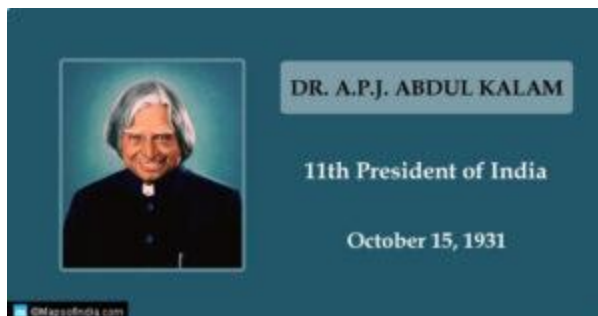 DR. A.P.J. ABDUL KALAM
11th President of India
October 15, 1931
©MapsofIndia.com